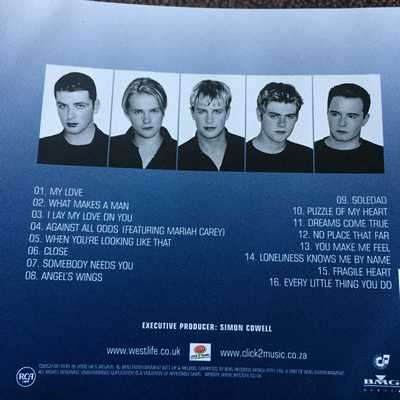 01. MY LOVE
02. WHAT MAKES A MAN
03. I LAY MY LOVE ON YOU
04. AGAINST ALL ODDS (FEATURING MARIAH CAREY)
05. WHEN YOU'RE LOOKING LIKE THAT
06. CLOSE
07. SOMEBODY NEEDS YOU
08. ANGEL'S WINGS
09. SOLEDAD
10. PUZZLE OF MY HEART
11. DREAMS COME TRUE
12. NO PLACE THAT FAR
13. YOU MAKE ME FEEL
14. LONELINESS KNOWS ME BY NAME
15. FRAGILE HEART
16. EVERY LITTLE THING YOU DO
EXECUTIVE PRODUCER: SIMON COWELL
www.westlife.co.uk
www.click2music.co.za
RCA
BMG